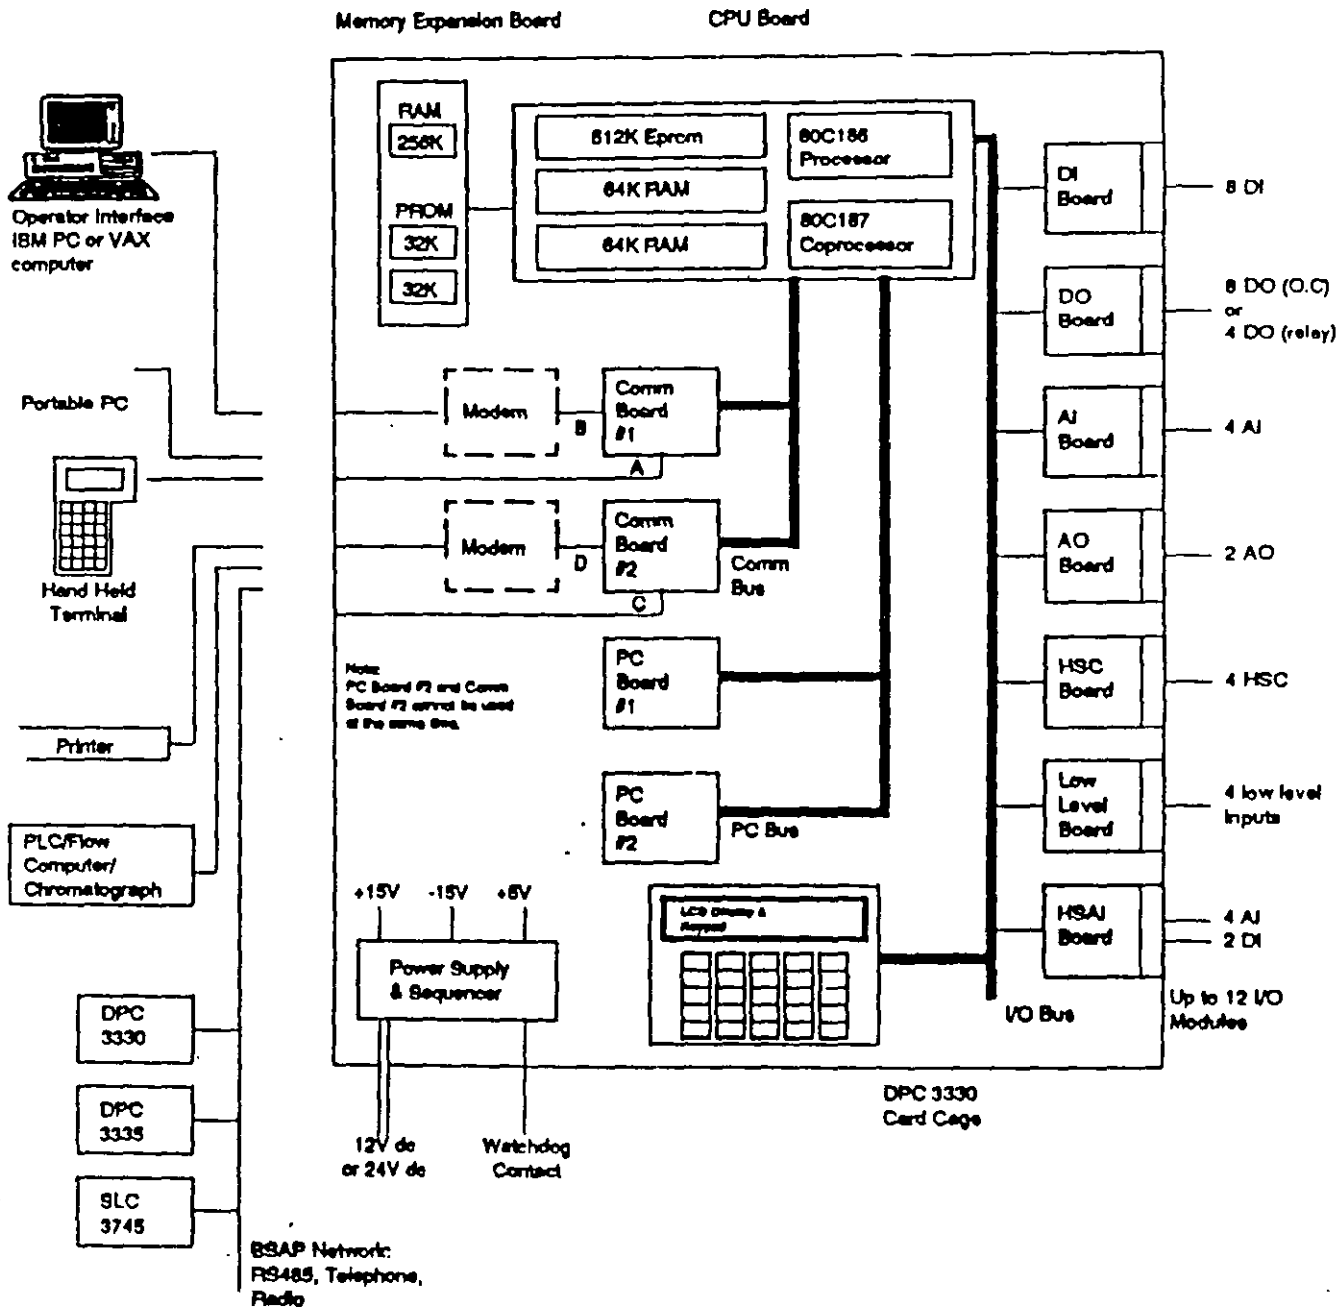 Memory Expansion Board
CPU Board
RAM
256K
PROM
32K
32K
512K Eprom
64K RAM
64K RAM
80C186
Processor
80C187
Coprocessor
Operator Interface
IBM PC or VAX
computer
Portable PC
Hand Held
Terminal
Printer
PLC/Flow
Computer/
Chromatograph
DPC
3330
DPC
3335
SLC
3745
BSAP Network:
RS485, Telephone,
Radio
Modem
B
Comm
Board
#1
A
Modem
D
Comm
Board
#2
C
Comm
Bus
Note:
PC Board #2 and Comm
Board #2 cannot be used
at the same time.
PC
Board
#1
PC
Board
#2
PC Bus
+15V
-15V
+5V
Power Supply
& Sequencer
12V dc
or 24V dc
Watchdog
Contact
LCD Display &
Keypad
I/O Bus
DI
Board
8 DI
DO
Board
8 DO (O.C)
or
4 DO (relay)
AI
Board
4 AI
AO
Board
2 AO
HSC
Board
4 HSC
Low
Level
Board
4 low level
Inputs
HSAI
Board
4 AI
2 DI
Up to 12 I/O
Modules
DPC 3330
Card Cage